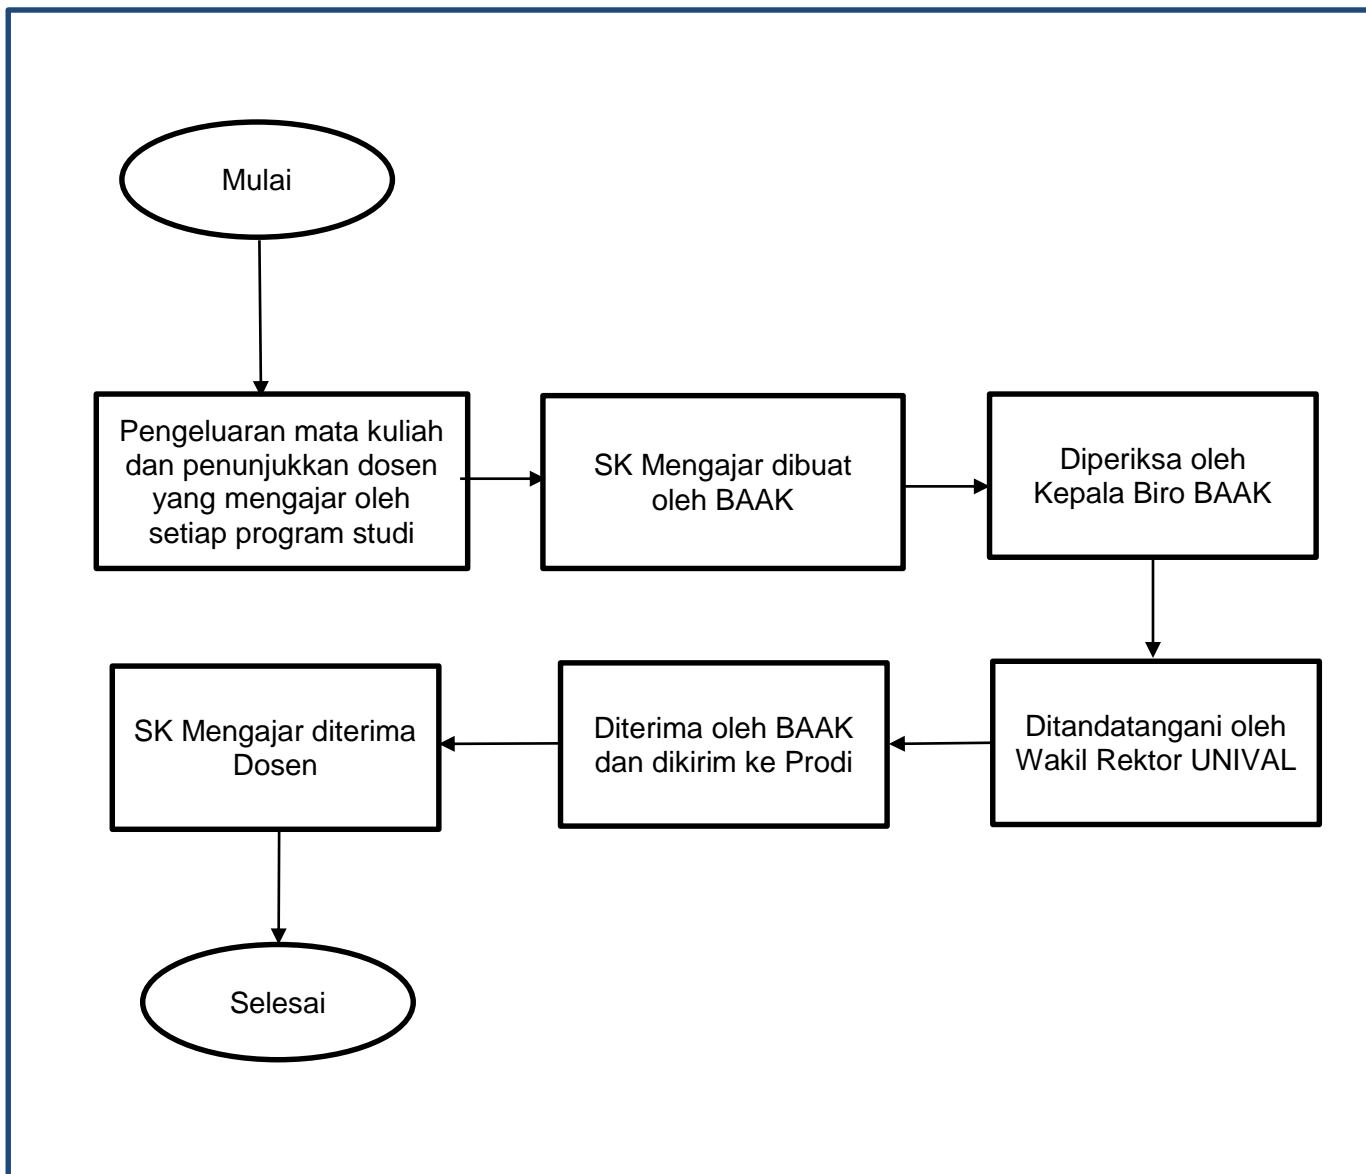 Mulai
Pengeluaran mata kuliah
dan penunjukkan dosen
yang mengajar oleh
setiap program studi
SK Mengajar dibuat
oleh BAAK
Diperiksa oleh
Kepala Biro BAAK
Ditandatangani oleh
Wakil Rektor UNIVAL
Diterima oleh BAAK
dan dikirim ke Prodi
SK Mengajar diterima
Dosen
Selesai